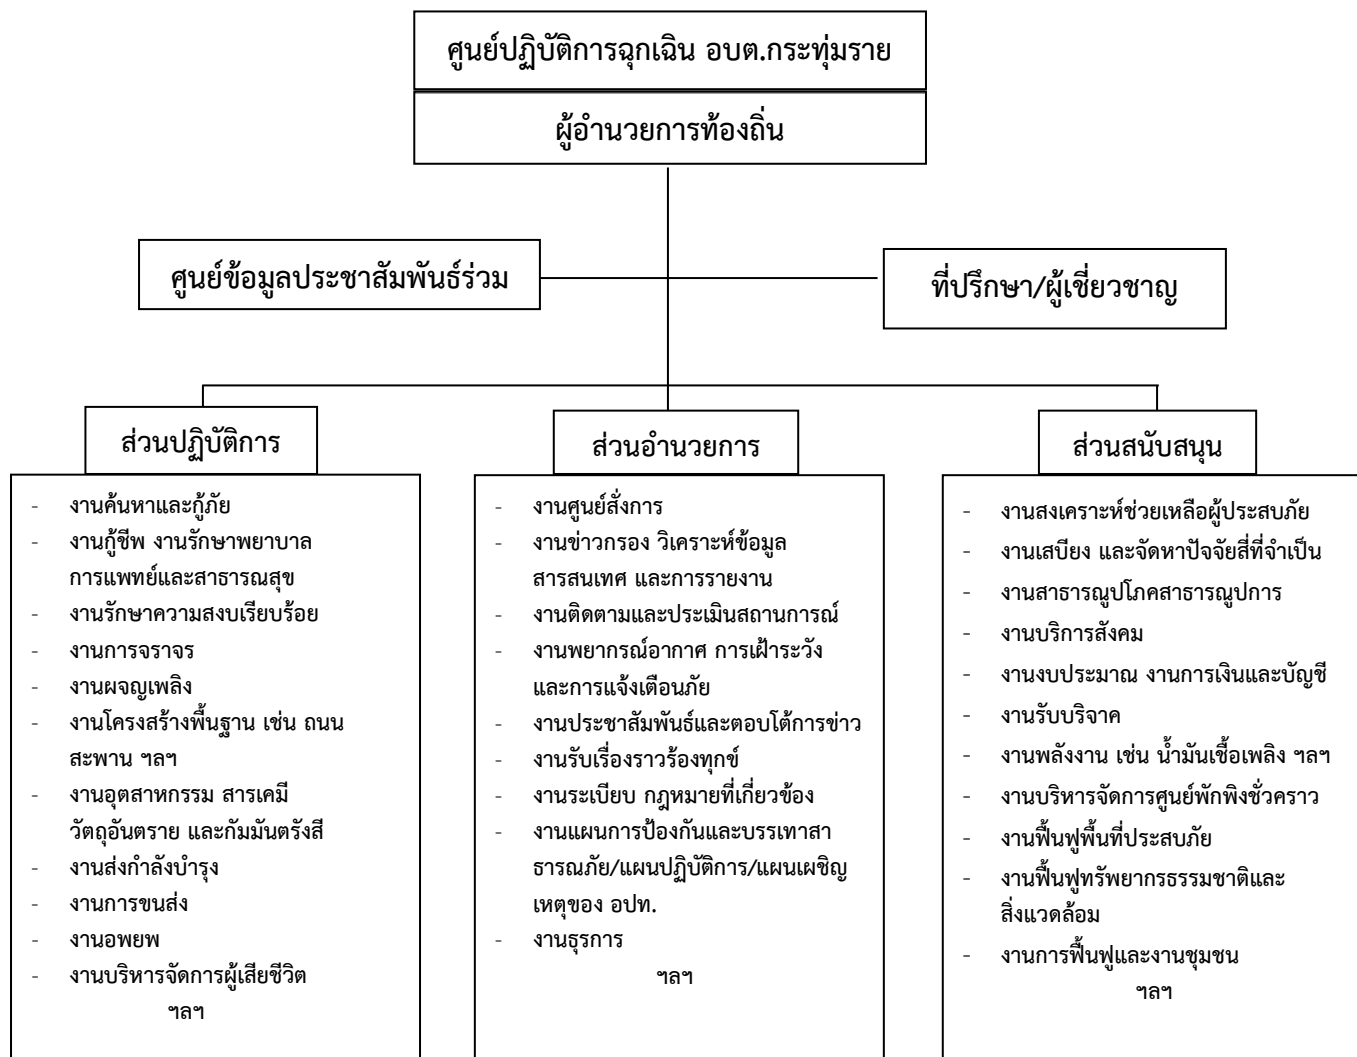 ศูนย์ปฏิบัติการฉุกเฉิน อบต.กระทุ่มราย
ผู้อำนวยการท้องถิ่น
ศูนย์ข้อมูลประชาสัมพันธ์ร่วม
ที่ปรึกษา/ผู้เชี่ยวชาญ
ส่วนปฏิบัติการ
- งานค้นหาและกู้ภัย
- งานกู้ชีพ งานรักษาพยาบาล
การแพทย์และสาธารณสุข
- งานรักษาความสงบเรียบร้อย
- งานการจราจร
- งานผจญเพลิง
- งานโครงสร้างพื้นฐาน เช่น ถนน
สะพาน ฯลฯ
- งานอุตสาหกรรม สารเคมี
วัตถุอันตราย และกัมมันตรังสี
- งานส่งกำลังบำรุง
- งานการขนส่ง
- งานอพยพ
- งานบริหารจัดการผู้เสียชีวิต
ฯลฯ
ส่วนอำนวยการ
- งานศูนย์สั่งการ
- งานข่าวกรอง วิเคราะห์ข้อมูล
สารสนเทศ และการรายงาน
- งานติดตามและประเมินสถานการณ์
- งานพยากรณ์อากาศ การเฝ้าระวัง
และการแจ้งเตือนภัย
- งานประชาสัมพันธ์และตอบโต้การข่าว
- งานรับเรื่องราวร้องทุกข์
- งานระเบียบ กฎหมายที่เกี่ยวข้อง
- งานแผนการป้องกันและบรรเทาสา
ธารณภัย/แผนปฏิบัติการ/แผนเผชิญ
เหตุของ อปท.
- งานธุรการ
ฯลฯ
ส่วนสนับสนุน
- งานสงเคราะห์ช่วยเหลือผู้ประสบภัย
- งานเสบียง และจัดหาปัจจัยสี่ที่จำเป็น
- งานสาธารณูปโภคสาธารณูปการ
- งานบริการสังคม
- งานงบประมาณ งานการเงินและบัญชี
- งานรับบริจาค
- งานพลังงาน เช่น น้ำมันเชื้อเพลิง ฯลฯ
- งานบริหารจัดการศูนย์พักพิงชั่วคราว
- งานฟื้นฟูพื้นที่ประสบภัย
- งานฟื้นฟูทรัพยากรธรรมชาติและ
สิ่งแวดล้อม
- งานการฟื้นฟูและงานชุมชน
ฯลฯ